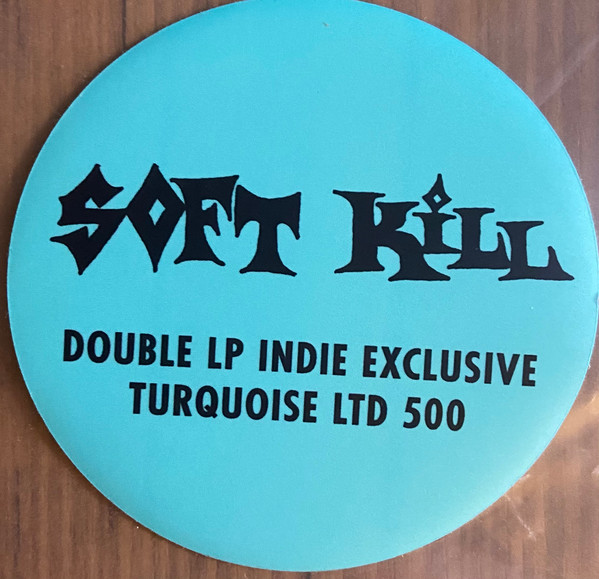 SOFT KiLL
DOUBLE LP INDIE EXCLUSIVE
TURQUOISE LTD 500